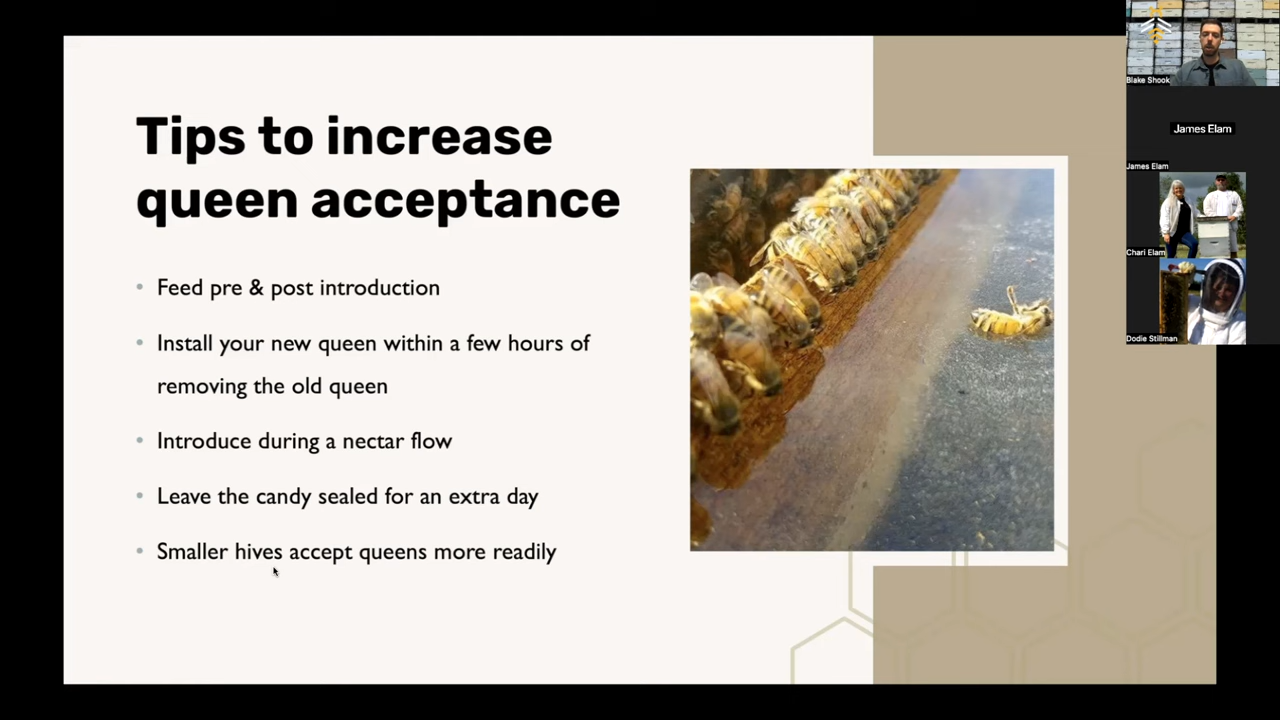 Tips to increase
queen acceptance
• Feed pre & post introduction
• Install your new queen within a few hours of
removing the old queen
• Introduce during a nectar flow
• Leave the candy sealed for an extra day
• Smaller hives accept queens more readily
Blake Shook
James Elam
James Elam
Chari Elam
Dodie Stillman